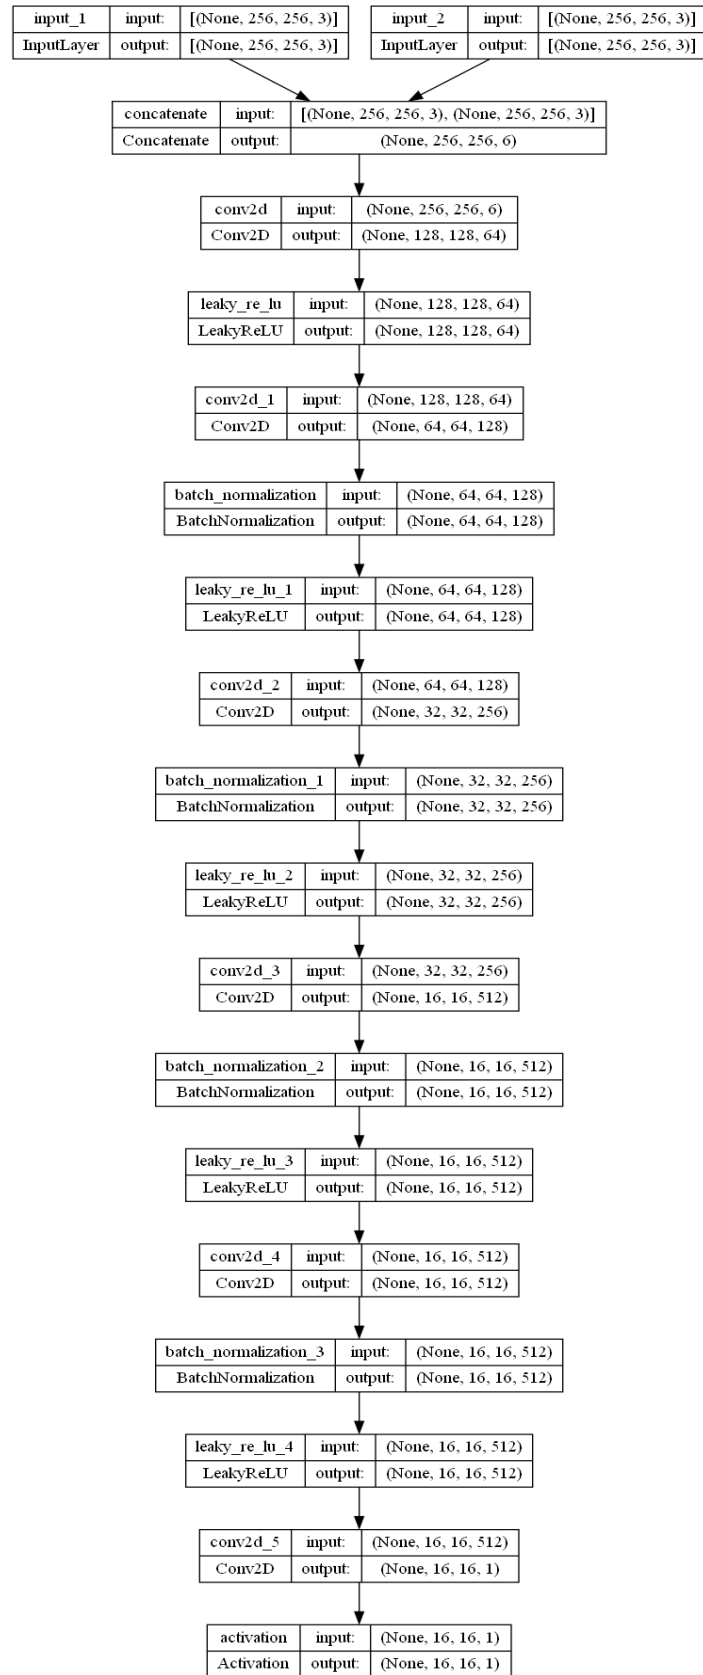 input_1 input: [(None, 256, 256, 3)] input_2 input: [(None, 256, 256, 3)]
InputLayer output: [(None, 256, 256, 3)] InputLayer output: [(None, 256, 256, 3)]
concatenate input: [(None, 256, 256, 3), (None, 256, 256, 3)]
Concatenate output: (None, 256, 256, 6)
conv2d input: (None, 256, 256, 6)
Conv2D output: (None, 128, 128, 64)
leaky_re_lu input: (None, 128, 128, 64)
LeakyReLU output: (None, 128, 128, 64)
conv2d_1 input: (None, 128, 128, 64)
Conv2D output: (None, 64, 64, 128)
batch_normalization input: (None, 64, 64, 128)
BatchNormalization output: (None, 64, 64, 128)
leaky_re_lu_1 input: (None, 64, 64, 128)
LeakyReLU output: (None, 64, 64, 128)
conv2d_2 input: (None, 64, 64, 128)
Conv2D output: (None, 32, 32, 256)
batch_normalization_1 input: (None, 32, 32, 256)
BatchNormalization output: (None, 32, 32, 256)
leaky_re_lu_2 input: (None, 32, 32, 256)
LeakyReLU output: (None, 32, 32, 256)
conv2d_3 input: (None, 32, 32, 256)
Conv2D output: (None, 16, 16, 512)
batch_normalization_2 input: (None, 16, 16, 512)
BatchNormalization output: (None, 16, 16, 512)
leaky_re_lu_3 input: (None, 16, 16, 512)
LeakyReLU output: (None, 16, 16, 512)
conv2d_4 input: (None, 16, 16, 512)
Conv2D output: (None, 16, 16, 512)
batch_normalization_3 input: (None, 16, 16, 512)
BatchNormalization output: (None, 16, 16, 512)
leaky_re_lu_4 input: (None, 16, 16, 512)
LeakyReLU output: (None, 16, 16, 512)
conv2d_5 input: (None, 16, 16, 512)
Conv2D output: (None, 16, 16, 1)
activation input: (None, 16, 16, 1)
Activation output: (None, 16, 16, 1)